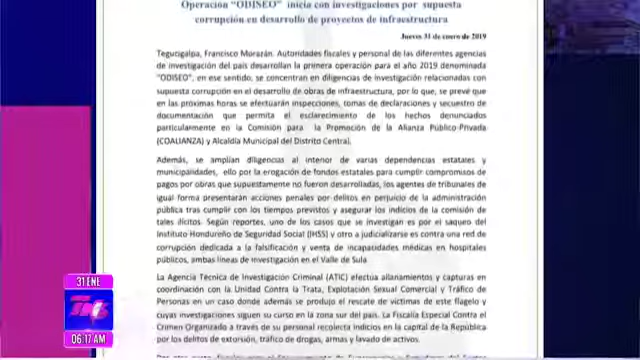 Operación "ODISEO" inicia con investigaciones por supuesta
corrupción en desarrollo de proyectos de infraestructura
Jueves 31 de enero de 2019
Tegucigalpa, Francisco Morazán. Autoridades fiscales y personal de las diferentes agencias
de investigación del país desarrollan la primera operación para el año 2019 denominada
"ODISEO", en ese sentido, se concentran en diligencias de investigación relacionadas con
supuesta corrupción en el desarrollo de obras de infraestructura, por lo que, se prevé que
en las próximas horas se efectuarán inspecciones, tomas de declaraciones y secuestro de
documentación que permita el esclarecimiento de los hechos denunciados
particularmente en la Comisión para la Promoción de la Alianza Público-Privada
(COALIANZA) y Alcaldía Municipal del Distrito Central.
Además, se amplían diligencias al interior de varias dependencias estatales y
municipalidades, ello por la erogación de fondos estatales para cumplir compromisos de
pagos por obras que supuestamente no fueron desarrolladas, los agentes de tribunales de
igual forma presentarán acciones penales por delitos en perjuicio de la administración
pública tras cumplir con los tiempos previstos y asegurar los indicios de la comisión de
tales ilícitos. Según reportes, uno de los casos que se investigan es por el saqueo del
Instituto Hondureño de Seguridad Social (IHSS) y otro a judicializarse es contra una red de
corrupción dedicada a la falsificación y venta de incapacidades médicas en hospitales
públicos, ambas líneas de investigación en el Valle de Sula.
La Agencia Técnica de Investigación Criminal (ATIC) efectúa allanamientos y capturas en
coordinación con la Unidad Contra la Trata, Explotación Sexual Comercial y Tráfico de
Personas en un caso donde además se produjo el rescate de víctimas de este flagelo y
cuyas investigaciones siguen su curso en la zona sur del país. La Fiscalía Especial Contra el
Crimen Organizado a través de su personal recolecta indicios en la capital de la República
por los delitos de extorsión, tráfico de drogas, armas y lavado de activos.
31 ENE
06:17 AM